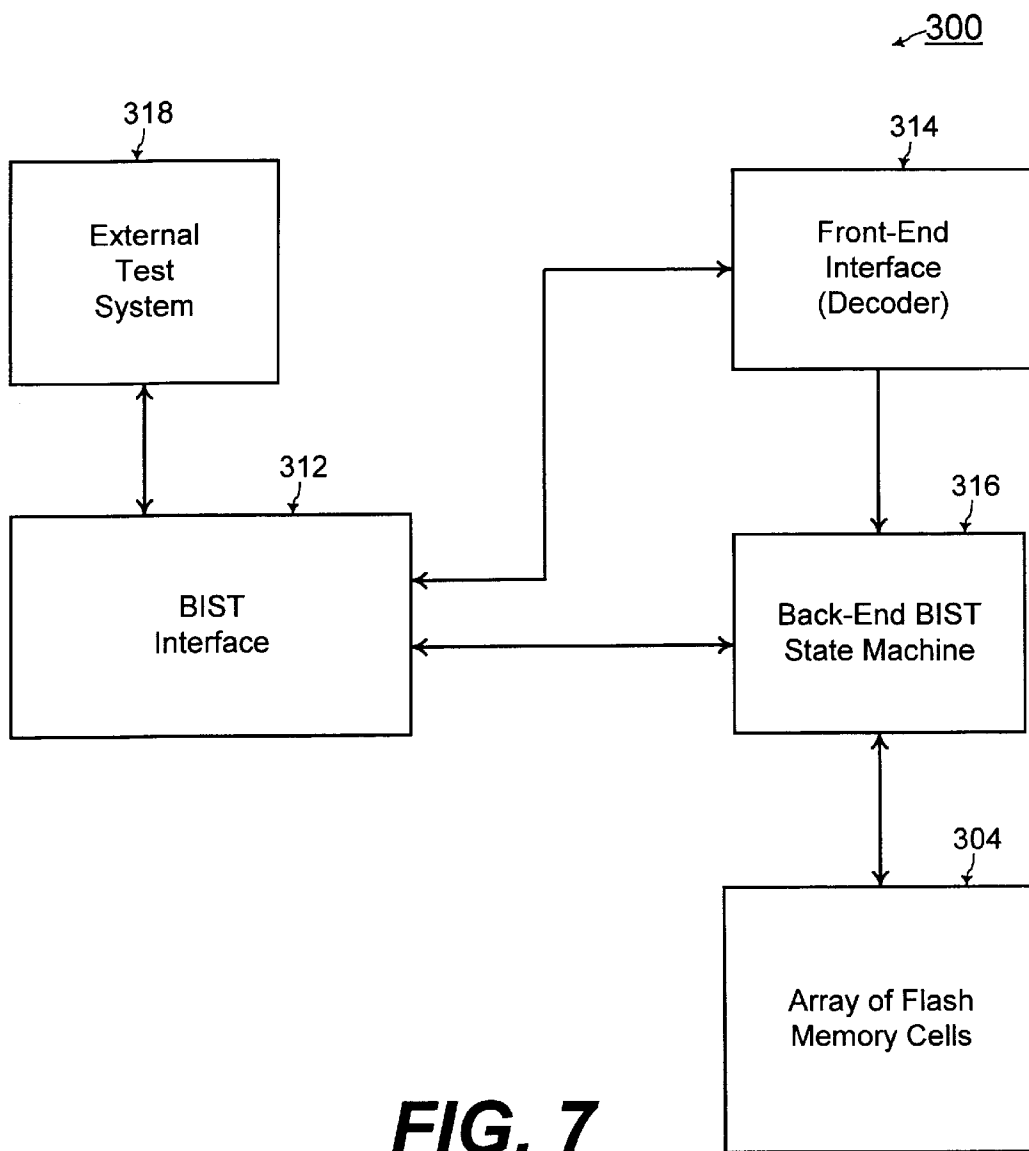 300
318
External
Test
System
314
Front-End
Interface
(Decoder)
312
BIST
Interface
316
Back-End BIST
State Machine
304
Array of Flash
Memory Cells
FIG. 7